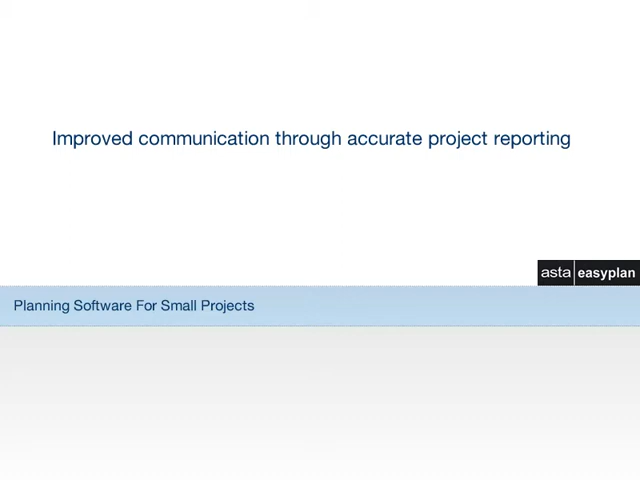 Improved communication through accurate project reporting
asta easyplan
Planning Software For Small Projects